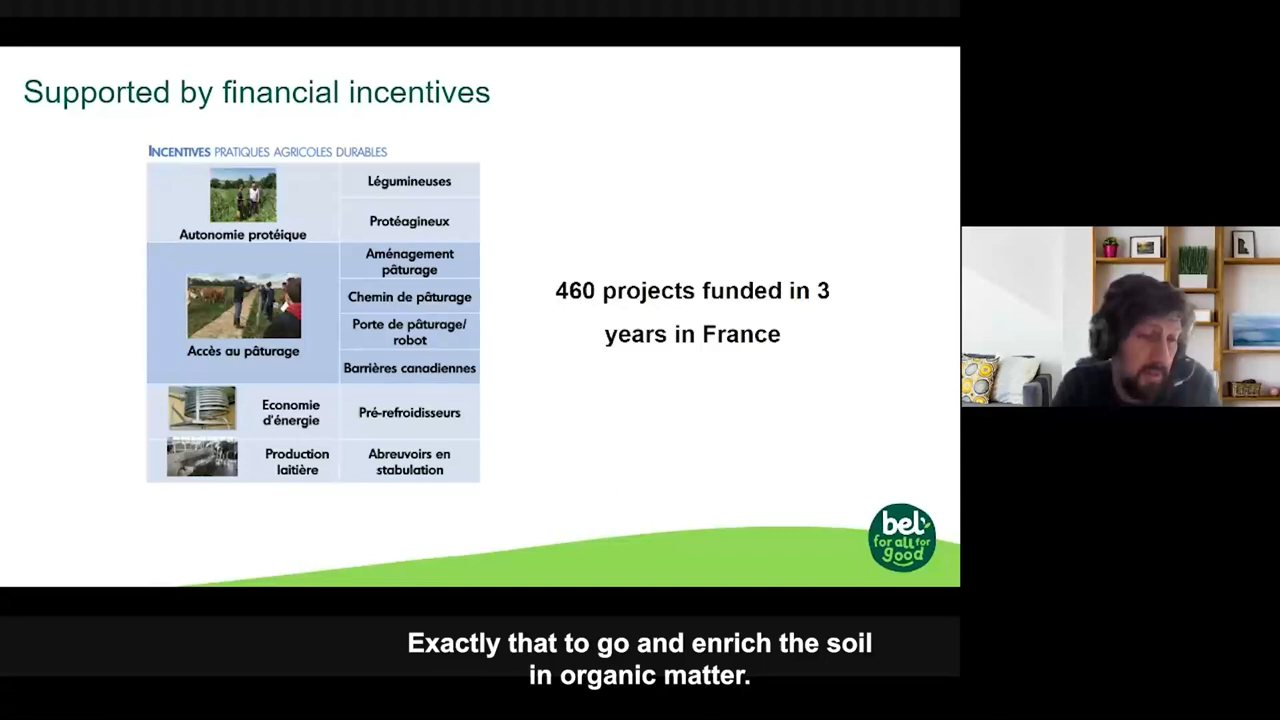 Supported by financial incentives
INCENTIVES PRATIQUES AGRICOLES DURABLES
Autonomie protéique
Légumineuses
Protéagineux
Accès au pâturage
Aménagement
pâturage
Chemin de pâturage
Porte de pâturage/
robot
Barrières canadiennes
Economie
d'énergie
Pré-refroidisseurs
Production
laitière
Abreuvoirs en
stabulation
460 projects funded in 3
years in France
bel
for all for
good
Exactly that to go and enrich the soil
in organic matter.